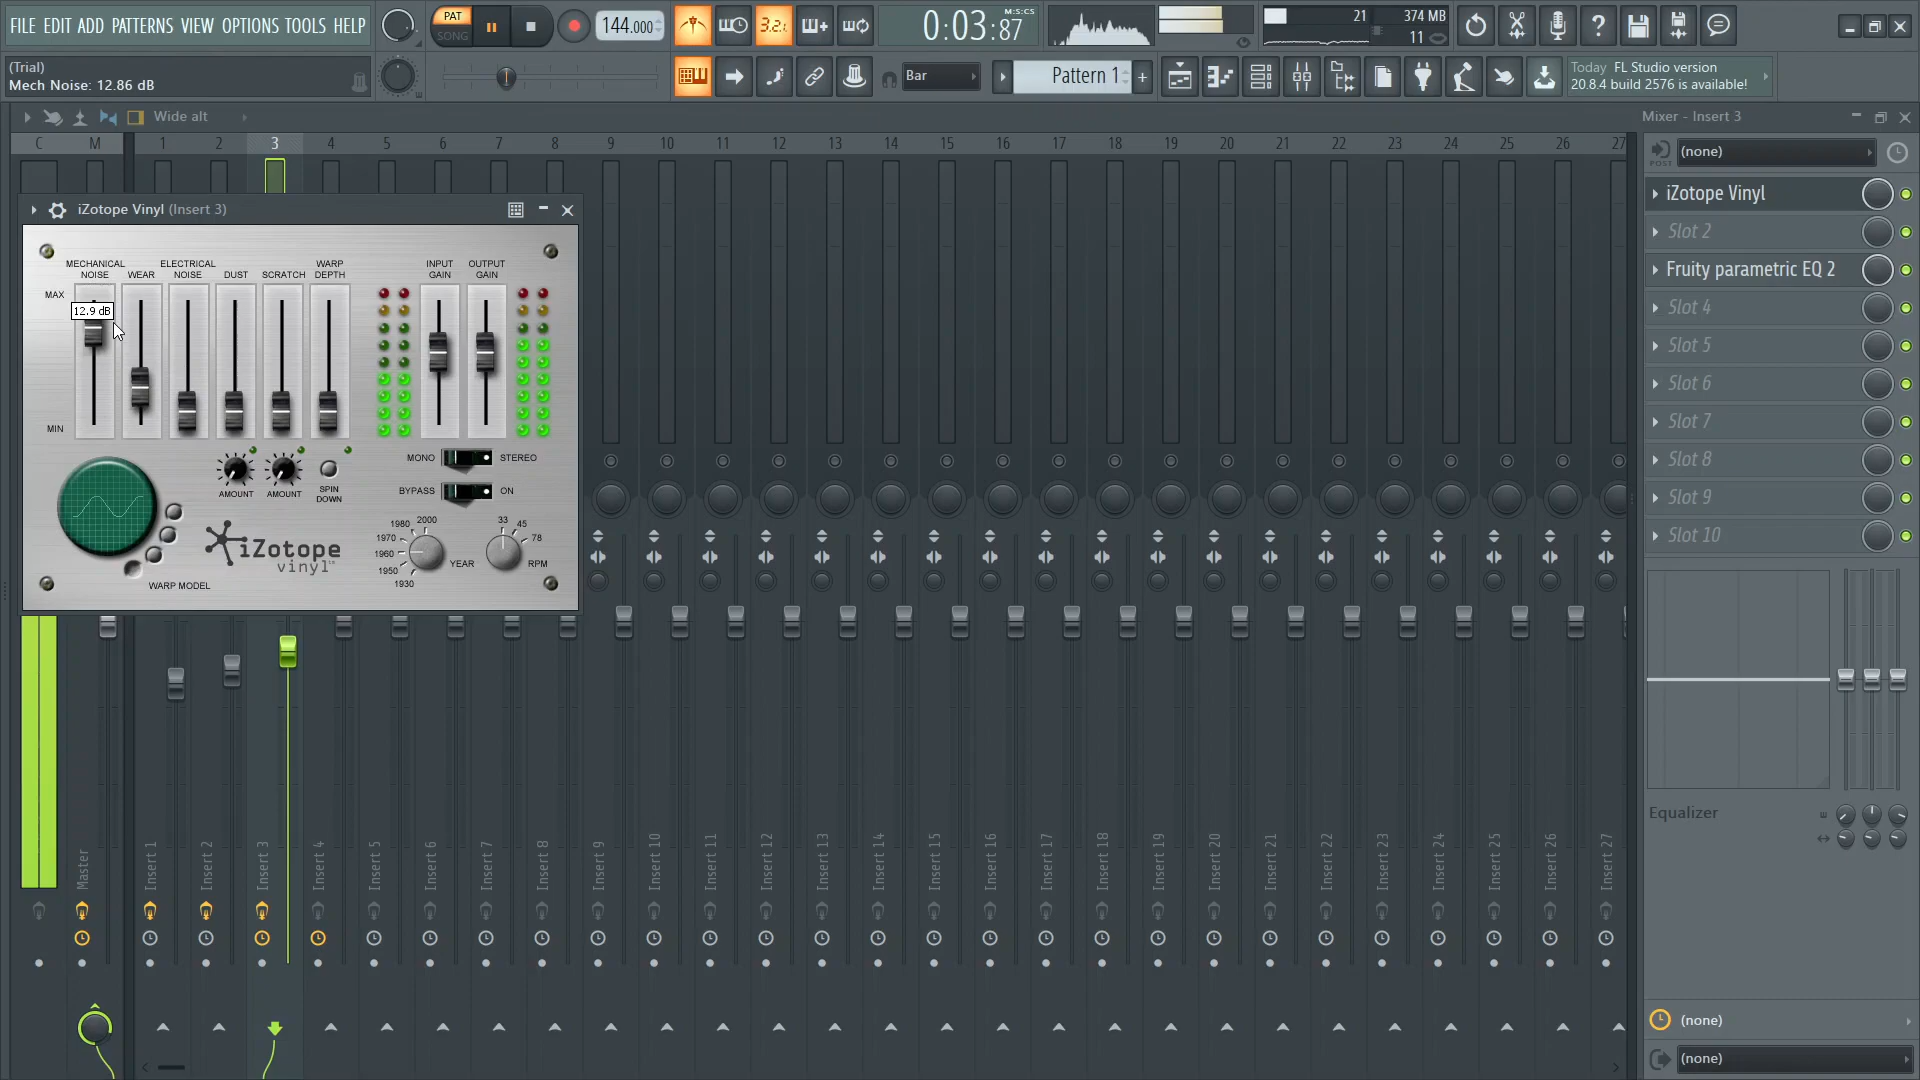 FILE EDIT ADD PATTERNS VIEW OPTIONS TOOLS HELP
PAT
SONG
144.000
3.2.
0:03:87
M:S:CS
21
374 MB
11
(Trial)
Mech Noise: 12.86 dB
Bar
Pattern 1
+
Today FL Studio version
20.8.4 build 2576 is available!
Wide alt
Mixer - Insert 3
C M 1 2 3 4 5 6 7 8 9 10 11 12 13 14 15 16 17 18 19 20 21 22 23 24 25 26 27
POST
(none)
iZotope Vinyl
Slot 2
Fruity parametric EQ 2
Slot 4
Slot 5
Slot 6
Slot 7
Slot 8
Slot 9
Slot 10
Equalizer
(none)
(none)
iZotope Vinyl (Insert 3)
MECHANICAL NOISE
WEAR
ELECTRICAL NOISE
DUST
SCRATCH
WARP DEPTH
INPUT GAIN
OUTPUT GAIN
MAX
12.9 dB
MIN
MONO
STEREO
BYPASS
ON
AMOUNT
AMOUNT
SPIN DOWN
iZotope
vinyl
WARP MODEL
1930
1950
1960
1970
1980
2000
YEAR
33
45
78
RPM
Master
Insert 1
Insert 2
Insert 3
Insert 4
Insert 5
Insert 6
Insert 7
Insert 8
Insert 9
Insert 10
Insert 11
Insert 12
Insert 13
Insert 14
Insert 15
Insert 16
Insert 17
Insert 18
Insert 19
Insert 20
Insert 21
Insert 22
Insert 23
Insert 24
Insert 25
Insert 26
Insert 27